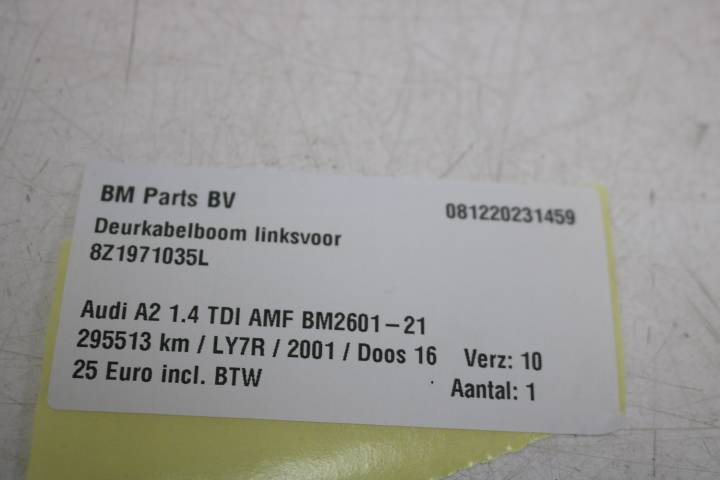 BM Parts BV 081220231459
Deurkabelboom linksvoor
8Z1971035L
Audi A2 1.4 TDI AMF BM2601-21
295513 km / LY7R / 2001 / Doos 16 Verz: 10
25 Euro incl. BTW Aantal: 1